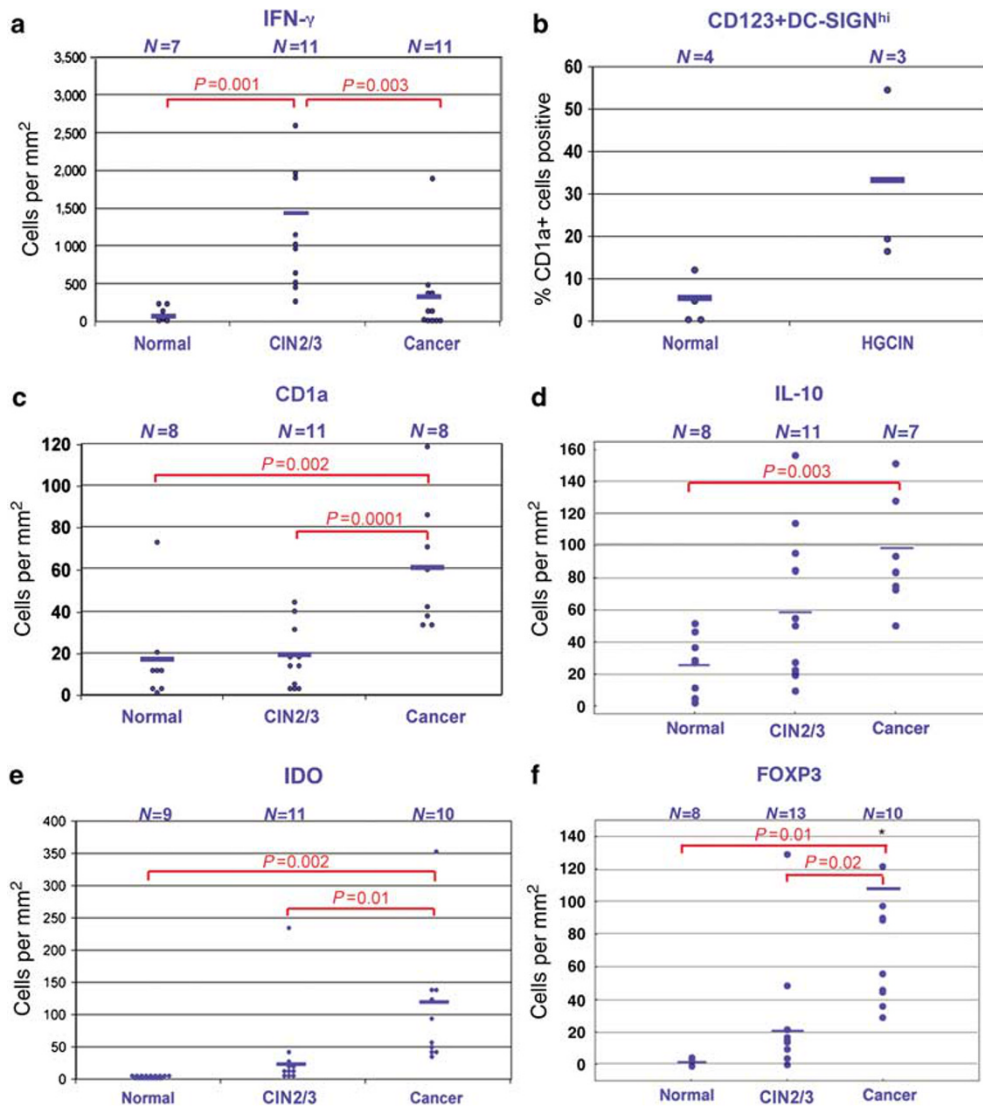 a
IFN-γ
N=7 N=11 N=11
3,500
3,000
2,500
2,000
1,500
1,000
500
0
Cells per mm2
P=0.001 P=0.003
Normal CIN2/3 Cancer
b
CD123+DC-SIGNhi
N=4 N=3
60
50
40
30
20
10
0
% CD1a+ cells positive
Normal HGCIN
c
CD1a
N=8 N=11 N=8
120
100
80
60
40
20
0
Cells per mm2
P=0.002
P=0.0001
Normal CIN2/3 Cancer
d
IL-10
N=8 N=11 N=7
160
140
120
100
80
60
40
20
0
Cells per mm2
P=0.003
Normal CIN2/3 Cancer
e
IDO
N=9 N=11 N=10
400
350
300
250
200
150
100
50
0
Cells per mm2
P=0.002
P=0.01
Normal CIN2/3 Cancer
f
FOXP3
N=8 N=13 N=10
*
140
120
100
80
60
40
20
0
Cells per mm2
P=0.01
P=0.02
Normal CIN2/3 Cancer